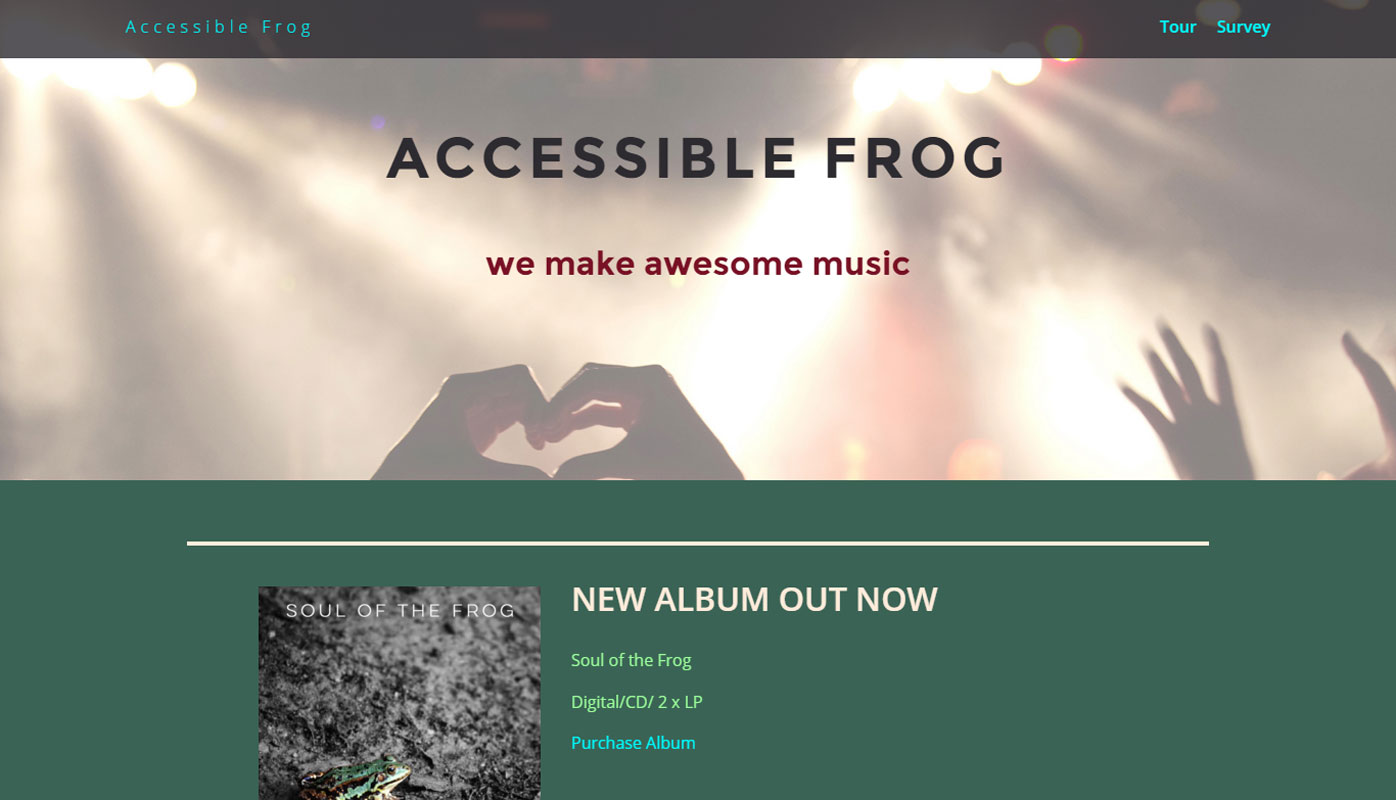 Accessible Frog
Tour Survey
ACCESSIBLE FROG
we make awesome music
SOUL OF THE FROG
NEW ALBUM OUT NOW
Soul of the Frog
Digital/CD/ 2 x LP
Purchase Album